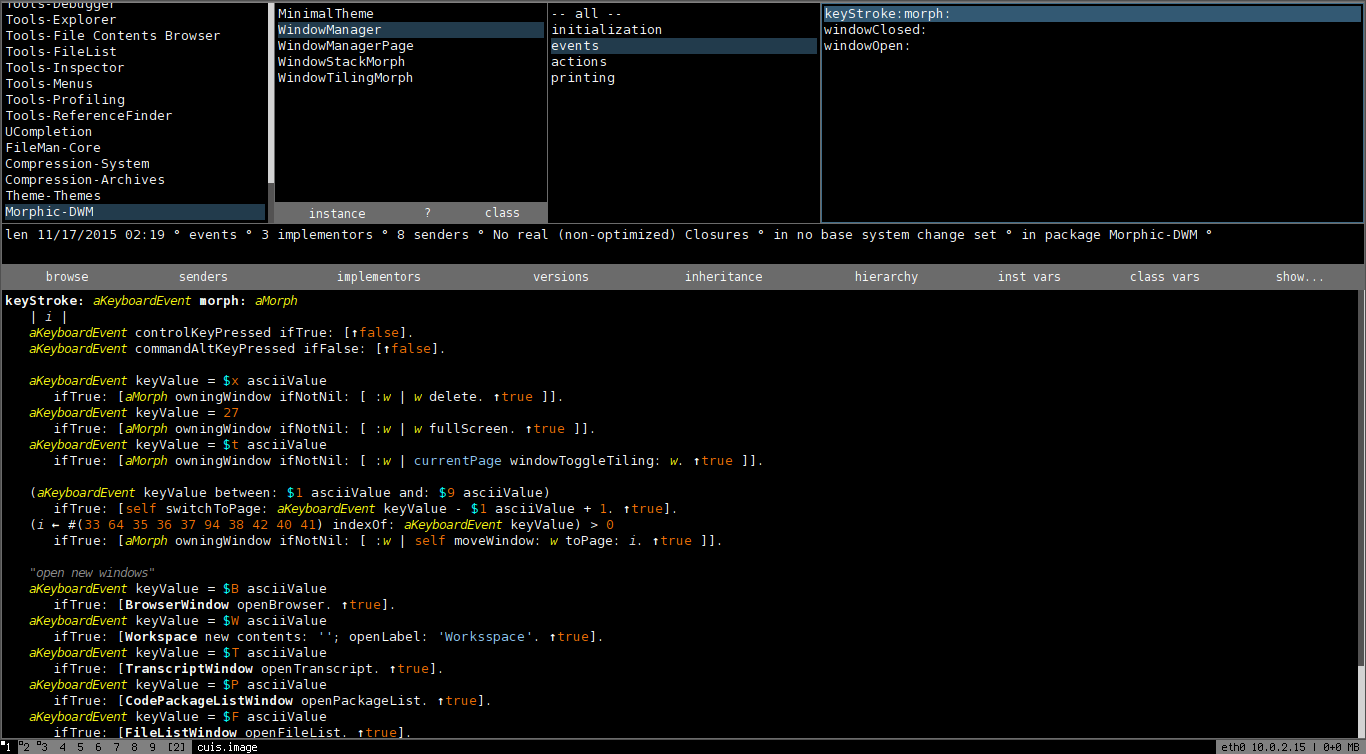 Tools-Debugger
Tools-Explorer
Tools-File Contents Browser
Tools-FileList
Tools-Inspector
Tools-Menus
Tools-Profiling
Tools-ReferenceFinder
UCompletion
FileMan-Core
Compression-System
Compression-Archives
Theme-Themes
Morphic-DWM
MinimalTheme
WindowManager
WindowManagerPage
WindowStackMorph
WindowTilingMorph
instance ? class
-- all --
initialization
events
actions
printing
keyStroke:morph:
windowClosed:
windowOpen:
len 11/17/2015 02:19 ° events ° 3 implementors ° 8 senders ° No real (non-optimized) Closures ° in no base system change set ° in package Morphic-DWM °
browse senders implementors versions inheritance hierarchy inst vars class vars show...
keyStroke: aKeyboardEvent morph: aMorph
| i |
aKeyboardEvent controlKeyPressed ifTrue: [↑false].
aKeyboardEvent commandAltKeyPressed ifFalse: [↑false].
aKeyboardEvent keyValue = $x asciiValue
ifTrue: [aMorph owningWindow ifNotNil: [ :w | w delete. ↑true ]].
aKeyboardEvent keyValue = 27
ifTrue: [aMorph owningWindow ifNotNil: [ :w | w fullScreen. ↑true ]].
aKeyboardEvent keyValue = $t asciiValue
ifTrue: [aMorph owningWindow ifNotNil: [ :w | currentPage windowToggleTiling: w. ↑true ]].
(aKeyboardEvent keyValue between: $1 asciiValue and: $9 asciiValue)
ifTrue: [self switchToPage: aKeyboardEvent keyValue - $1 asciiValue + 1. ↑true].
(i ← #(33 64 35 36 37 94 38 42 40 41) indexOf: aKeyboardEvent keyValue) > 0
ifTrue: [aMorph owningWindow ifNotNil: [ :w | self moveWindow: w toPage: i. ↑true ]].
"open new windows"
aKeyboardEvent keyValue = $B asciiValue
ifTrue: [BrowserWindow openBrowser. ↑true].
aKeyboardEvent keyValue = $W asciiValue
ifTrue: [Workspace new contents: ''; openLabel: 'Worksspace'. ↑true].
aKeyboardEvent keyValue = $T asciiValue
ifTrue: [TranscriptWindow openTranscript. ↑true].
aKeyboardEvent keyValue = $P asciiValue
ifTrue: [CodePackageListWindow openPackageList. ↑true].
aKeyboardEvent keyValue = $F asciiValue
ifTrue: [FileListWindow openFileList. ↑true].
1 2 3 4 5 6 7 8 9 [2] cuis.image eth0 10.0.2.15 | 0+0 MB